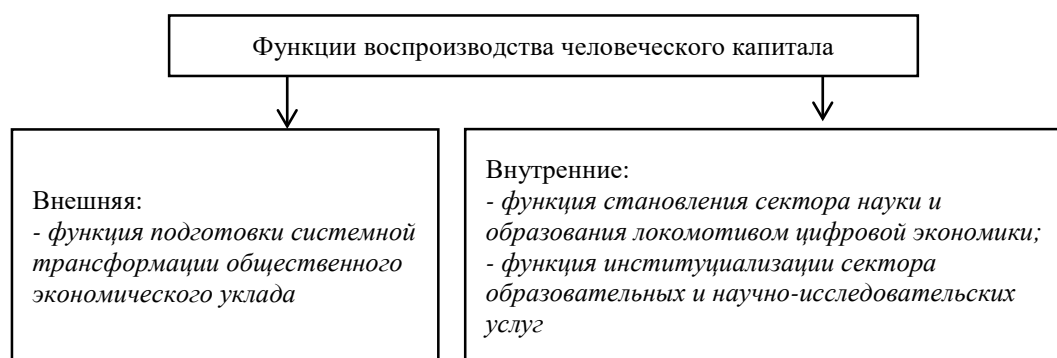 Функции воспроизводства человеческого капитала
Внешняя:
- функция подготовки системной
трансформации общественного
экономического уклада
Внутренние:
- функция становления сектора науки и
образования локомотивом цифровой экономики;
- функция институциализации сектора
образовательных и научно-исследовательских
услуг